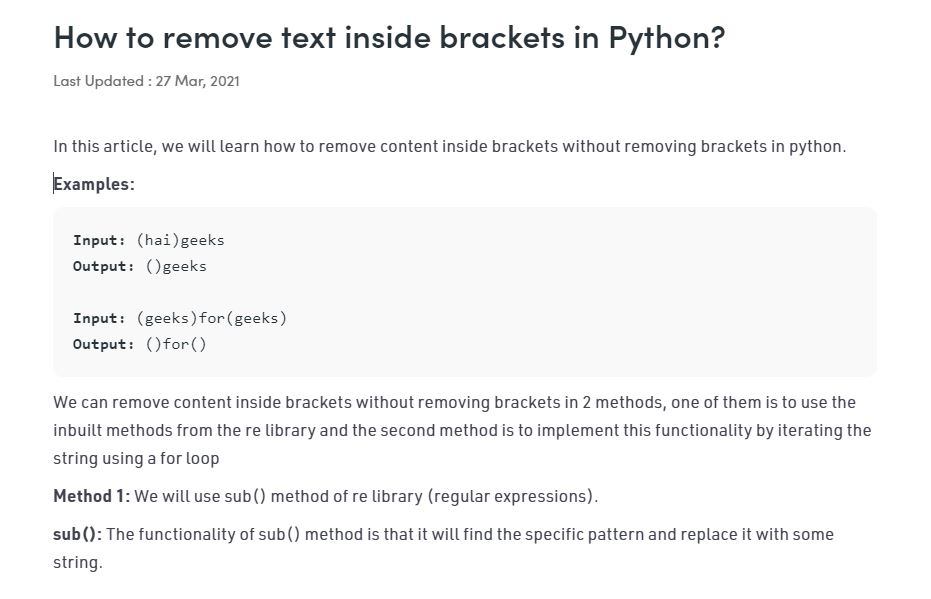 How to remove text inside brackets in Python?
Last Updated : 27 Mar, 2021
In this article, we will learn how to remove content inside brackets without removing brackets in python.
Examples:
Input: (hai)geeks
Output: ()geeks
Input: (geeks)for(geeks)
Output: ()for()
We can remove content inside brackets without removing brackets in 2 methods, one of them is to use the
inbuilt methods from the re library and the second method is to implement this functionality by iterating the
string using a for loop
Method 1: We will use sub() method of re library (regular expressions).
sub(): The functionality of sub() method is that it will find the specific pattern and replace it with some
string.